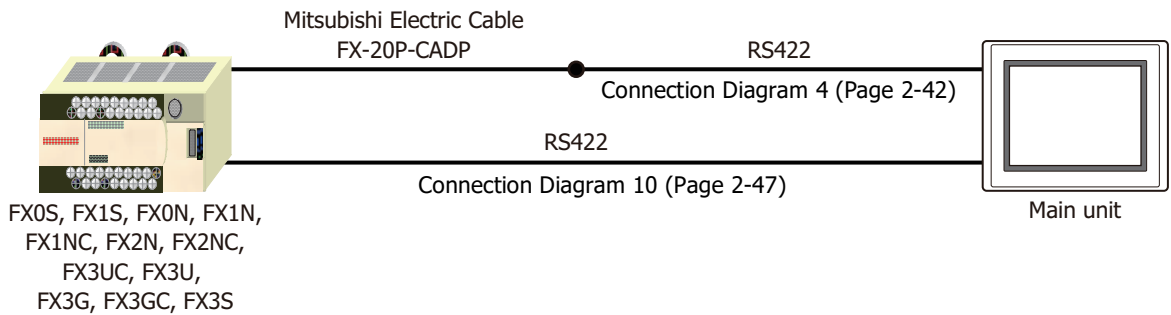 Mitsubishi Electric Cable
FX-20P-CADP
RS422
Connection Diagram 4 (Page 2-42)
RS422
Connection Diagram 10 (Page 2-47)
FX0S, FX1S, FX0N, FX1N,
FX1NC, FX2N, FX2NC,
FX3UC, FX3U,
FX3G, FX3GC, FX3S
Main unit